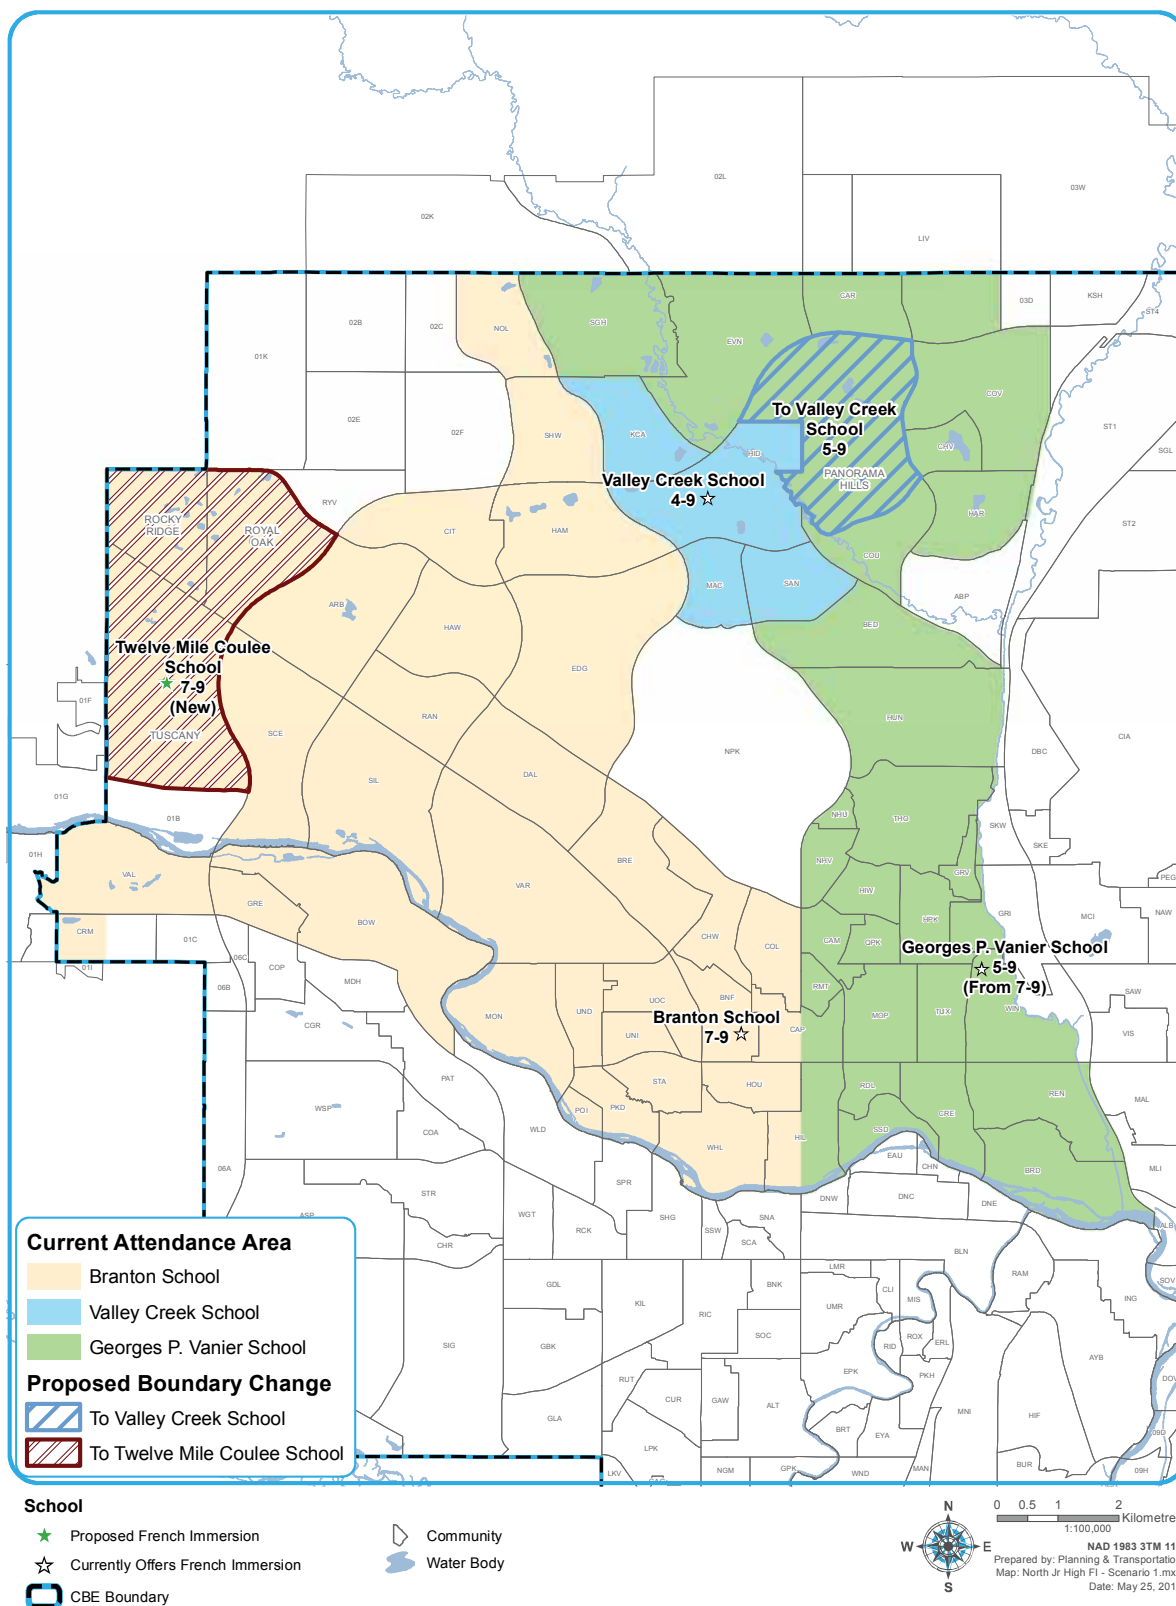 02L
03W
02K
LIV
CAR
03D
KSH
ST4
SGH
NOL
02B
02C
EVN
01K
COV
02E
02F
To Valley Creek
School
5-9
SHW
KCA
HID
CHV
ST1
SGL
PANORAMA
HILLS
Valley Creek School
4-9
RYV
ROCKY
RIDGE
ROYAL
OAK
CIT
HAM
HAR
ST2
COU
MAC
SAN
ABP
ARB
HAW
BED
Twelve Mile Coulee
School
7-9
(New)
EDG
01F
TUSCANY
SCE
RAN
HUN
NPK
DBC
CIA
SIL
DAL
01G
01B
NHU
THO
SKW
SKE
01H
VAL
BRE
NHV
GRV
PEG
VAR
HIW
GRE
BOW
HPK
GRI
MCI
NAW
CRM
01C
CHW
COL
CAM
QPK
Georges P. Vanier School
5-9
(From 7-9)
01I
06C
COP
MDH
06B
RMT
SAW
UOC
BNF
UND
MOP
TUX
WIN
MON
Branton School
7-9
CAP
CGR
UNI
VIS
PAT
STA
HOU
RDL
REN
WSP
POI
PKD
CRE
MAL
COA
WLD
WHL
HIL
SSD
EAU
CHN
BRD
MLI
06A
SPR
STR
DNW
DNC
DNE
ASP
WGT
RCK
SHG
SSW
SNA
ALB
CHR
SCA
BLN
LMR
RAM
SOV
GDL
BNK
CLI
MIS
ING
KIL
RIC
UMR
SIG
GBK
SOC
RID
ROX
ERL
AYB
RUT
EPK
PKH
DOV
CUR
GAW
ALT
GLA
MNI
HIF
BRT
EYA
09G
LPK
LKV
NGM
GPK
WND
MAN
BUR
09H
Current Attendance Area
Branton School
Valley Creek School
Georges P. Vanier School
Proposed Boundary Change
To Valley Creek School
To Twelve Mile Coulee School
School
Proposed French Immersion
Currently Offers French Immersion
CBE Boundary
Community
Water Body
N
W
E
S
0 0.5 1 2
Kilometre
1:100,000
NAD 1983 3TM 11
Prepared by: Planning & Transportatio
Map: North Jr High FI - Scenario 1.mx
Date: May 25, 201